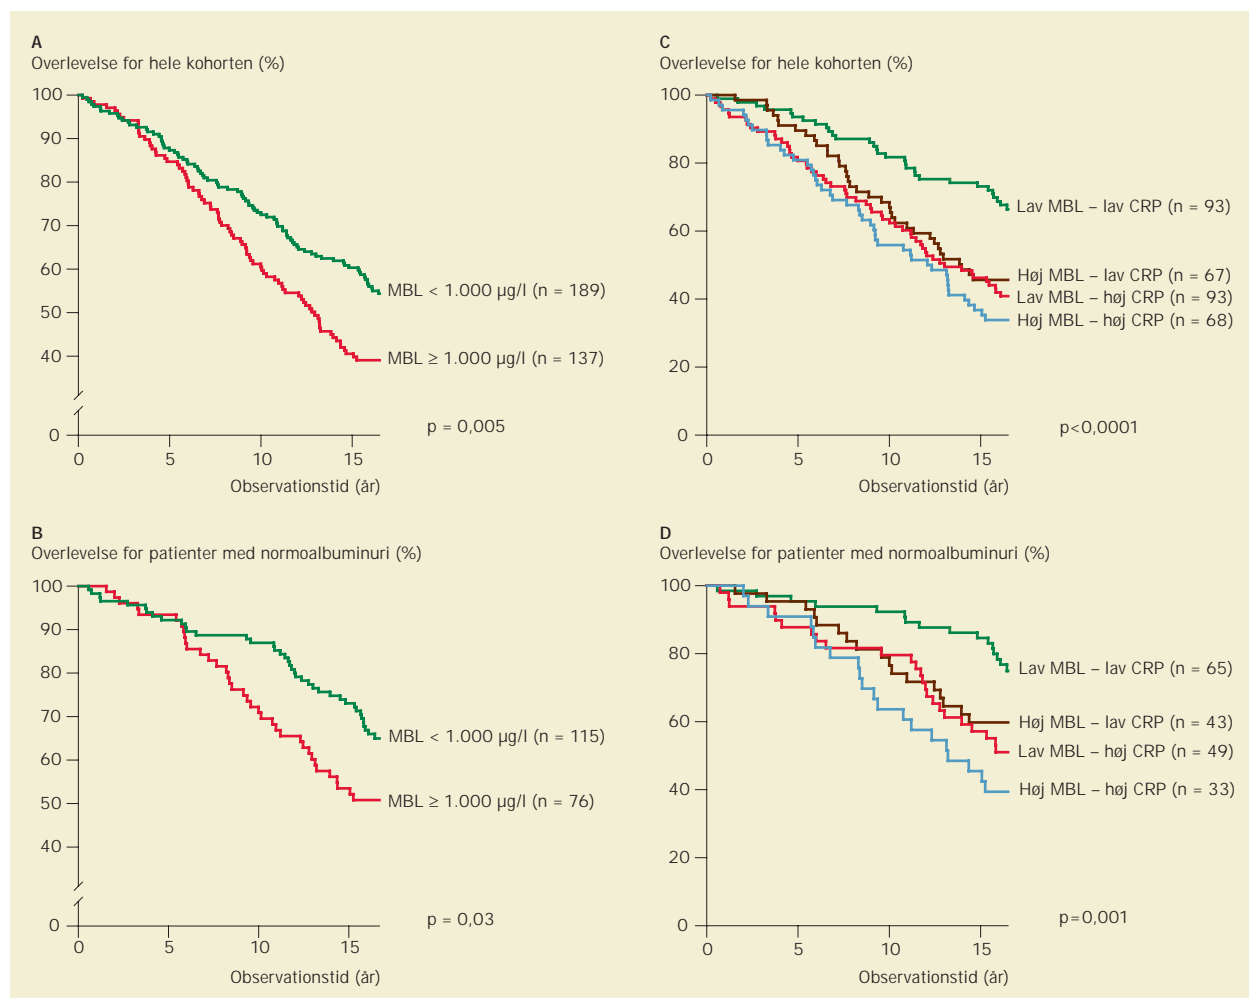 A
Overlevelse for hele kohorten (%)
100
90
80
70
60
50
40
0
MBL < 1.000 µg/l (n = 189)
MBL ≥ 1.000 µg/l (n = 137)
p = 0,005
0 5 10 15
Observationstid (år)
B
Overlevelse for patienter med normoalbuminuri (%)
100
90
80
70
60
50
40
0
MBL < 1.000 µg/l (n = 115)
MBL ≥ 1.000 µg/l (n = 76)
p = 0,03
0 5 10 15
Observationstid (år)
C
Overlevelse for hele kohorten (%)
100
80
60
40
20
0
Lav MBL – lav CRP (n = 93)
Høj MBL – lav CRP (n = 67)
Lav MBL – høj CRP (n = 93)
Høj MBL – høj CRP (n = 68)
p<0,0001
0 5 10 15
Observationstid (år)
D
Overlevelse for patienter med normoalbuminuri (%)
100
80
60
40
20
0
Lav MBL – lav CRP (n = 65)
Høj MBL – lav CRP (n = 43)
Lav MBL – høj CRP (n = 49)
Høj MBL – høj CRP (n = 33)
p=0,001
0 5 10 15
Observationstid (år)